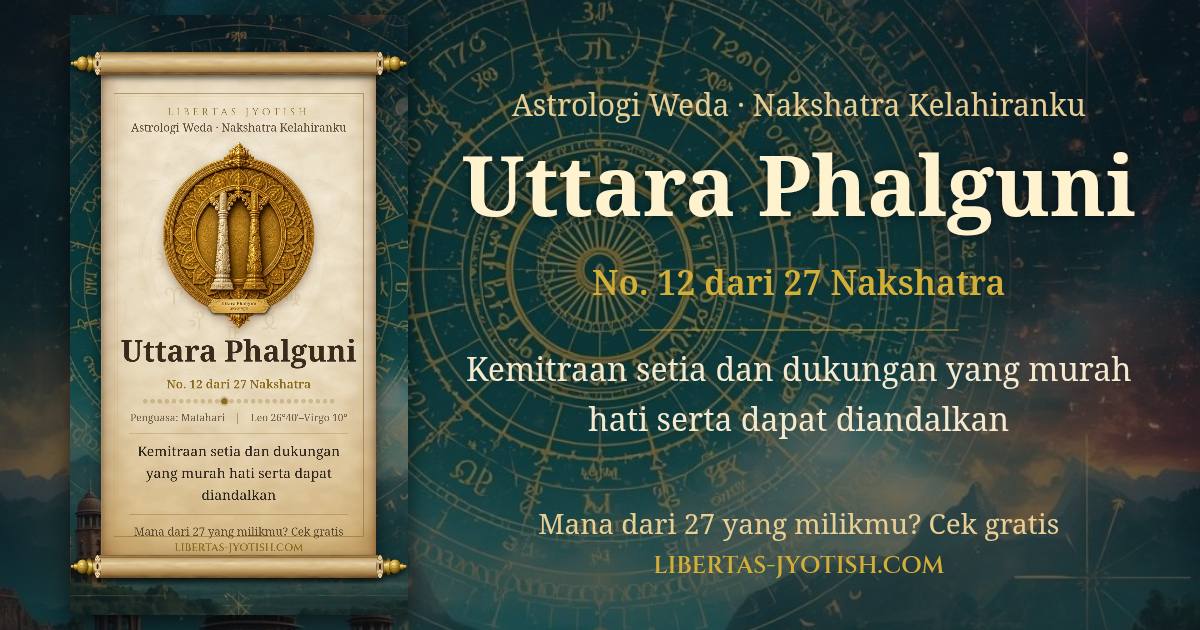 LIBERTAS JYOTISH
Astrologi Weda · Nakshatra Kelahiranku
Uttara Phalguni
Uttara Phalguni
No. 12 dari 27 Nakshatra
Penguasa: Matahari | Leo 26°40'–Virgo 10°
Kemitraan setia dan dukungan
yang murah hati serta dapat
diandalkan
Mana dari 27 yang milikmu? Cek gratis
LIBERTAS-JYOTISH.COM
Astrologi Weda · Nakshatra Kelahiranku
Uttara Phalguni
No. 12 dari 27 Nakshatra
Kemitraan setia dan dukungan yang murah
hati serta dapat diandalkan
Mana dari 27 yang milikmu? Cek gratis
LIBERTAS-JYOTISH.COM